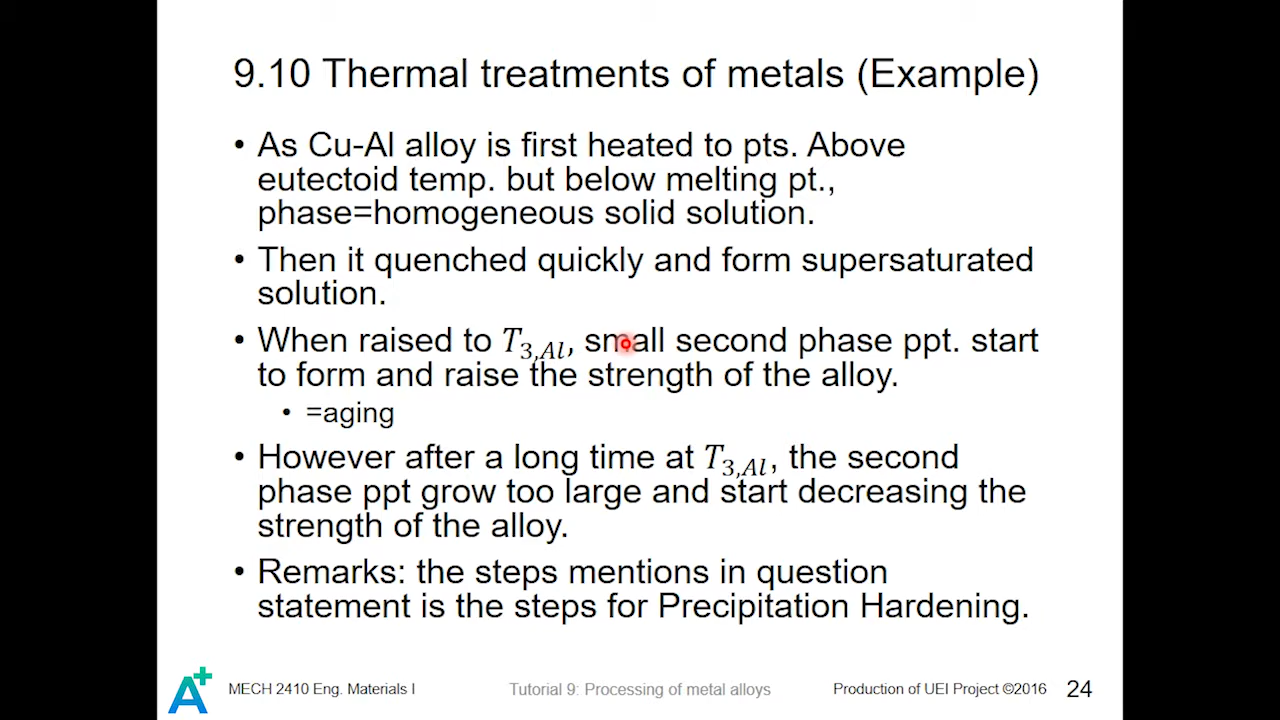 9.10 Thermal treatments of metals (Example)
• As Cu-Al alloy is first heated to pts. Above
eutectoid temp. but below melting pt.,
phase=homogeneous solid solution.
• Then it quenched quickly and form supersaturated
solution.
• When raised to T3,Al, small second phase ppt. start
to form and raise the strength of the alloy.
• =aging
• However after a long time at T3,Al, the second
phase ppt grow too large and start decreasing the
strength of the alloy.
• Remarks: the steps mentions in question
statement is the steps for Precipitation Hardening.
A+ MECH 2410 Eng. Materials I Tutorial 9: Processing of metal alloys Production of UEI Project ©2016 24